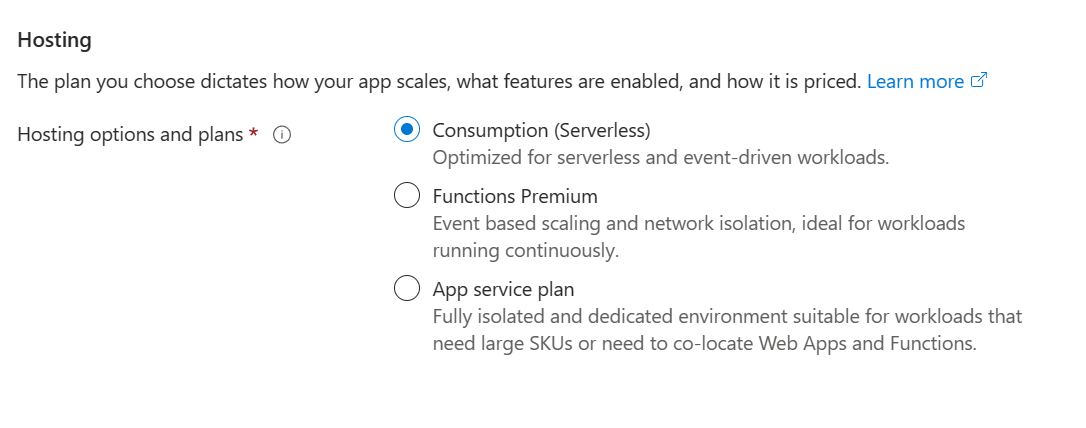 Hosting
The plan you choose dictates how your app scales, what features are enabled, and how it is priced. Learn more
Hosting options and plans *
Consumption (Serverless)
Optimized for serverless and event-driven workloads.
Functions Premium
Event based scaling and network isolation, ideal for workloads
running continuously.
App service plan
Fully isolated and dedicated environment suitable for workloads that
need large SKUs or need to co-locate Web Apps and Functions.